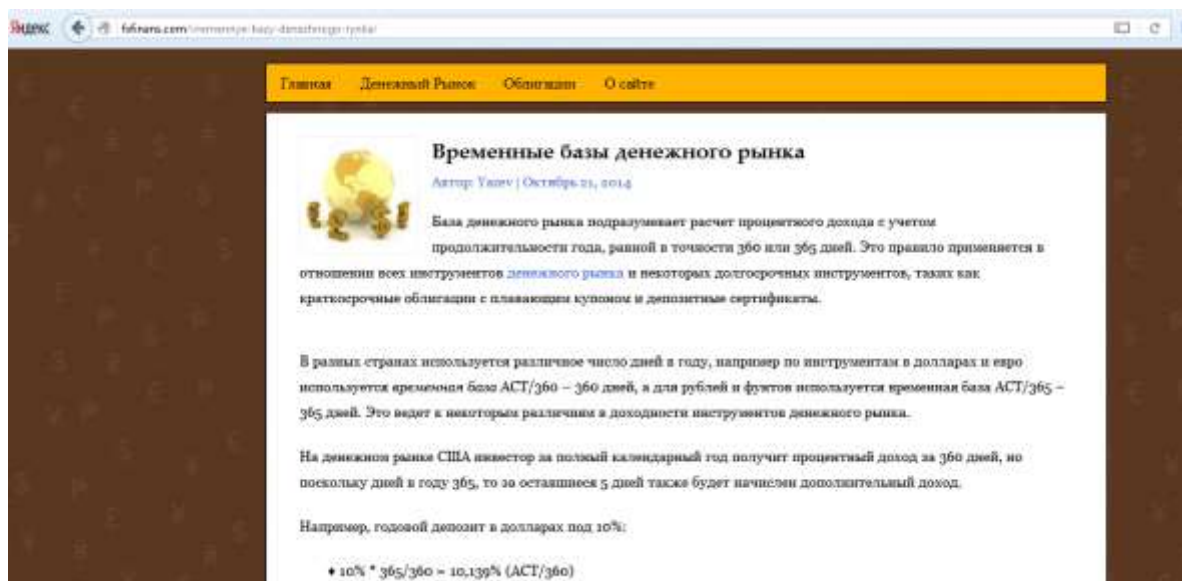 Яндекс
fxfinans.com/vremennye-bazy-denezhnogo-rynka/
Главная Денежный Рынок Облигации О сайте
Временные базы денежного рынка
Автор: Yazev | Октябрь 21, 2014
База денежного рынка подразумевает расчет процентного дохода с учетом
продолжительности года, равной в точности 360 или 365 дней. Это правило применяется в
отношении всех инструментов денежного рынка и некоторых долгосрочных инструментов, таких как
краткосрочные облигации с плавающим купоном и депозитные сертификаты.
В разных странах используется различное число дней в году, например по инструментам в долларах и евро
используется временная база ACT/360 – 360 дней, а для рублей и фунтов используется временная база ACT/365 –
365 дней. Это ведет к некоторым различиям в доходности инструментов денежного рынка.
На денежном рынке США инвестор за полный календарный год получит процентный доход за 360 дней, но
поскольку дней в году 365, то за оставшиеся 5 дней также будет начислен дополнительный доход.
Например, годовой депозит в долларах под 10%:
♦ 10% * 365/360 = 10,139% (ACT/360)